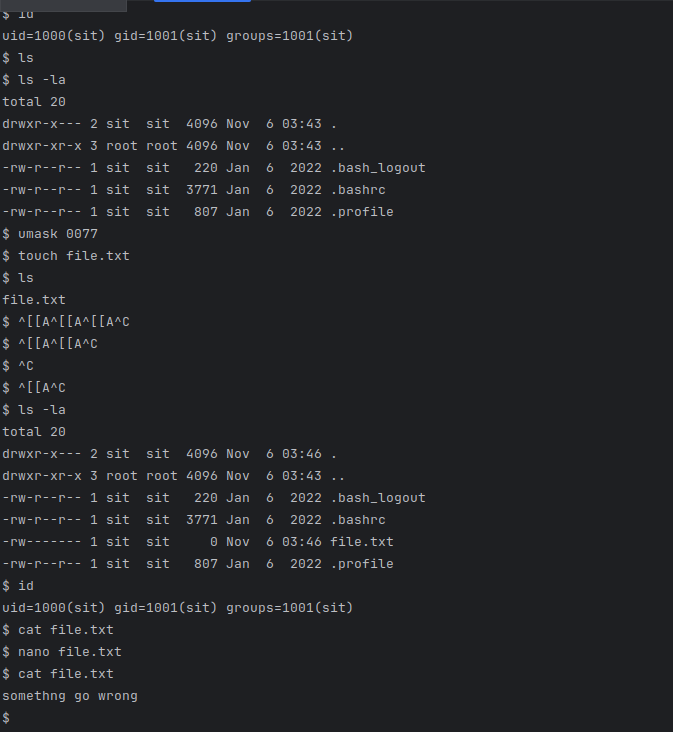 $ id
uid=1000(sit) gid=1001(sit) groups=1001(sit)
$ ls
$ ls -la
total 20
drwxr-x--- 2 sit  sit  4096 Nov  6 03:43 .
drwxr-xr-x 3 root root 4096 Nov  6 03:43 ..
-rw-r--r-- 1 sit  sit   220 Jan  6  2022 .bash_logout
-rw-r--r-- 1 sit  sit  3771 Jan  6  2022 .bashrc
-rw-r--r-- 1 sit  sit   807 Jan  6  2022 .profile
$ umask 0077
$ touch file.txt
$ ls
file.txt
$ ^[[A^[[A^[[A^C
$ ^[[A^[[A^C
$ ^C
$ ^[[A^C
$ ls -la
total 20
drwxr-x--- 2 sit  sit  4096 Nov  6 03:46 .
drwxr-xr-x 3 root root 4096 Nov  6 03:43 ..
-rw-r--r-- 1 sit  sit   220 Jan  6  2022 .bash_logout
-rw-r--r-- 1 sit  sit  3771 Jan  6  2022 .bashrc
-rw------- 1 sit  sit     0 Nov  6 03:46 file.txt
-rw-r--r-- 1 sit  sit   807 Jan  6  2022 .profile
$ id
uid=1000(sit) gid=1001(sit) groups=1001(sit)
$ cat file.txt
$ nano file.txt
$ cat file.txt
somethng go wrong
$